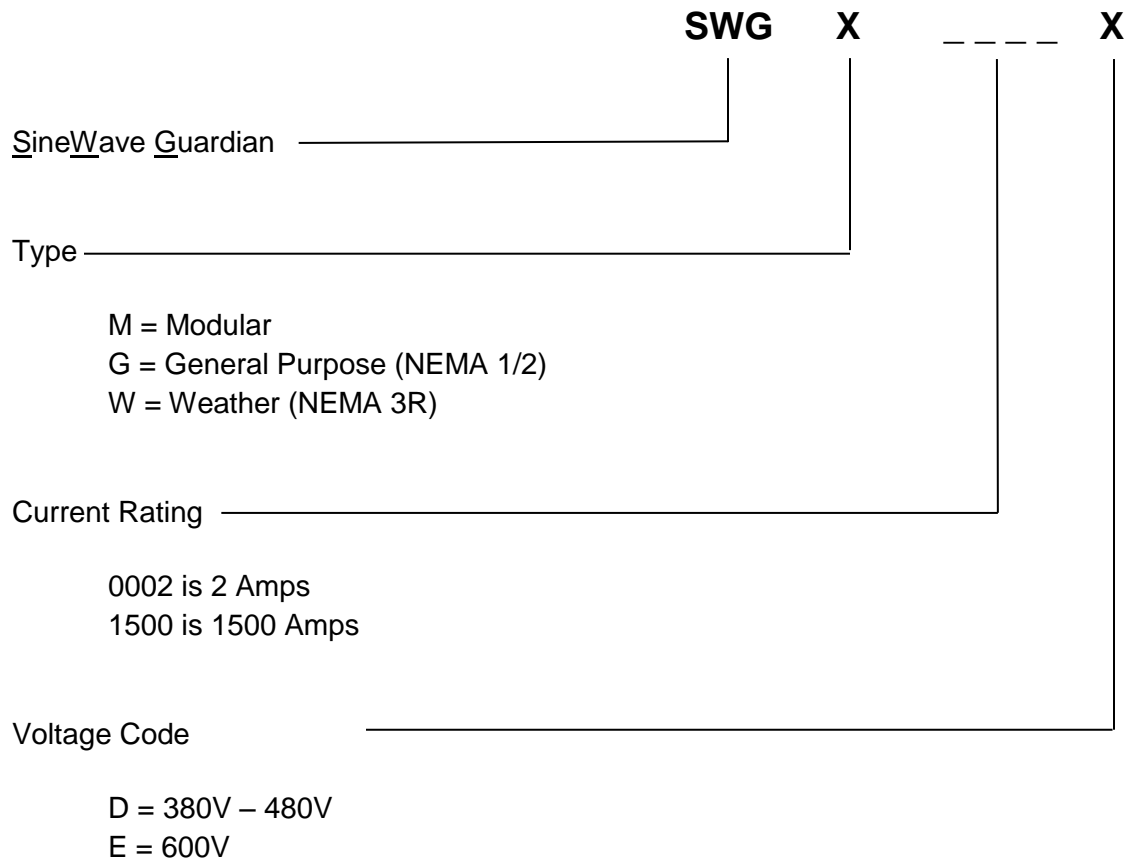 SWG X _ _ _ _ X
SineWave Guardian
Type
M = Modular
G = General Purpose (NEMA 1/2)
W = Weather (NEMA 3R)
Current Rating
0002 is 2 Amps
1500 is 1500 Amps
Voltage Code
D = 380V – 480V
E = 600V